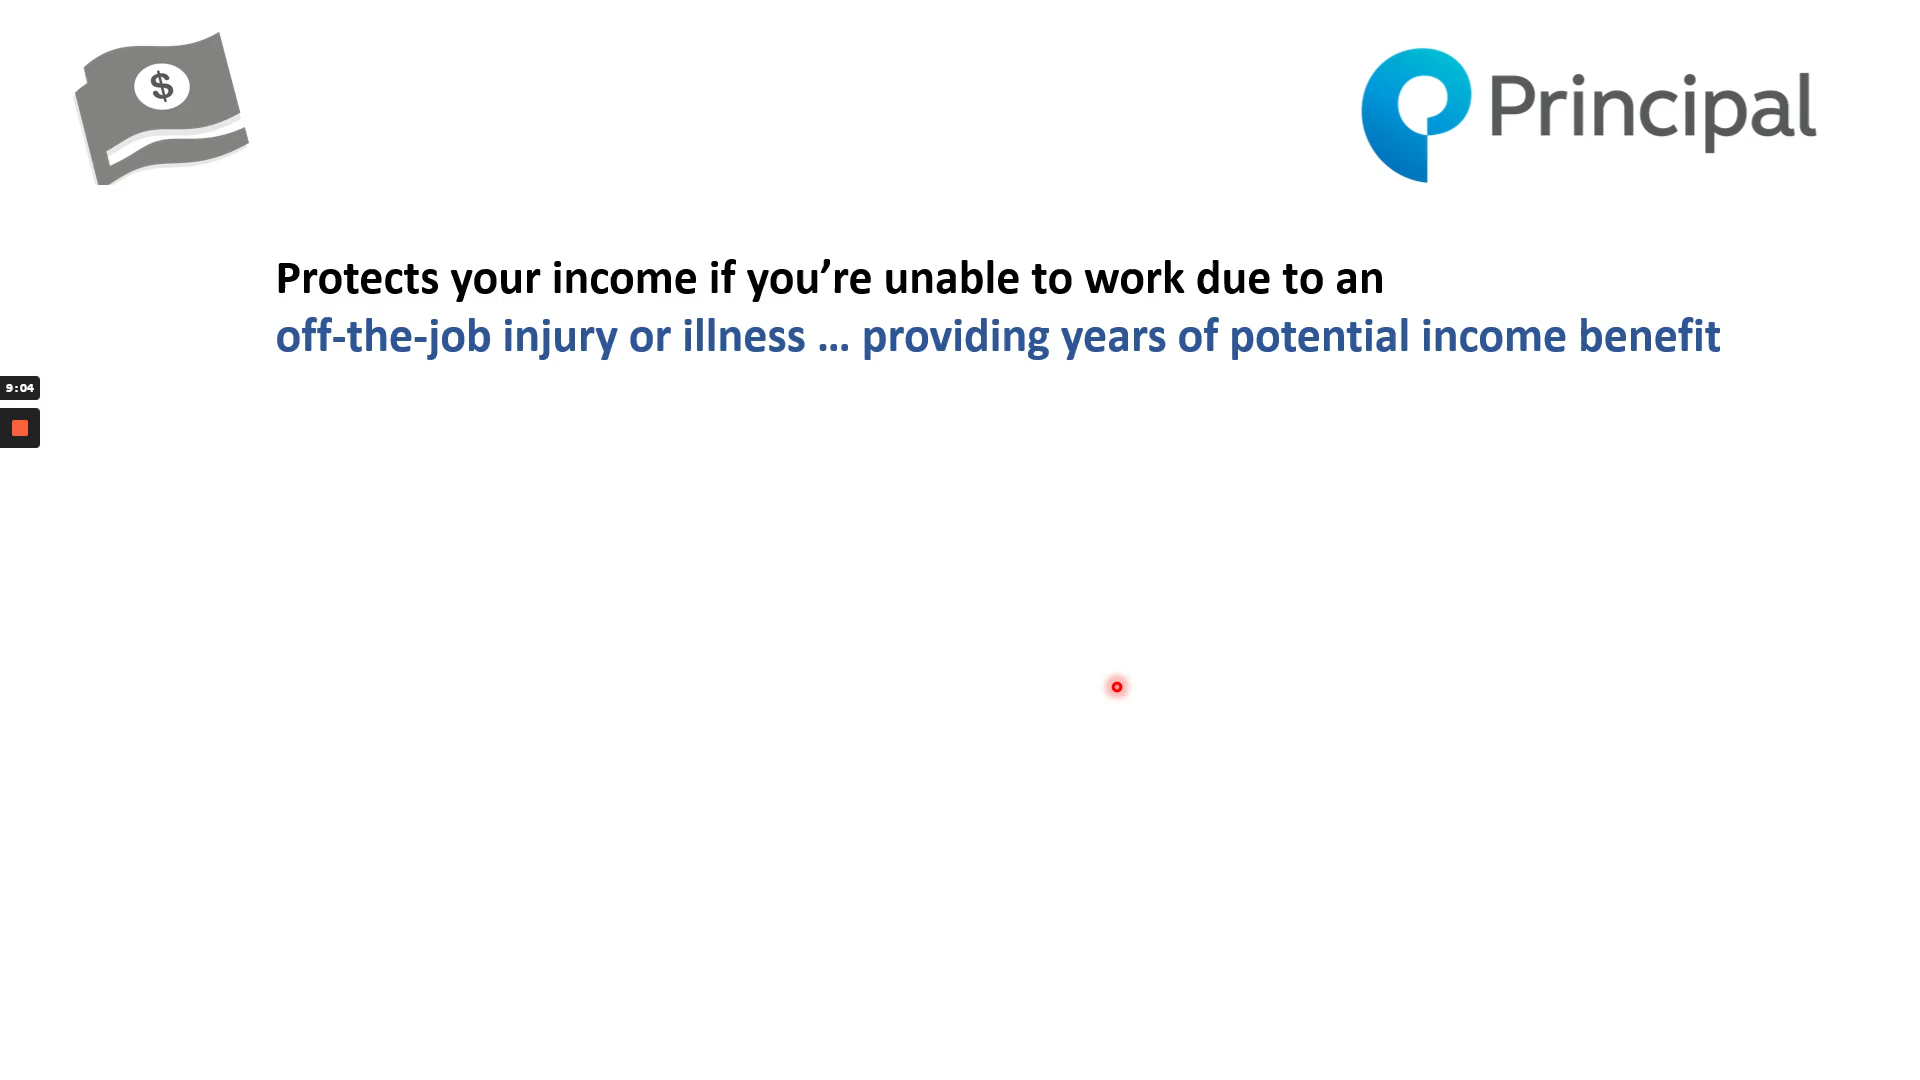 $
Principal
Protects your income if you’re unable to work due to an
off-the-job injury or illness … providing years of potential income benefit
9:04